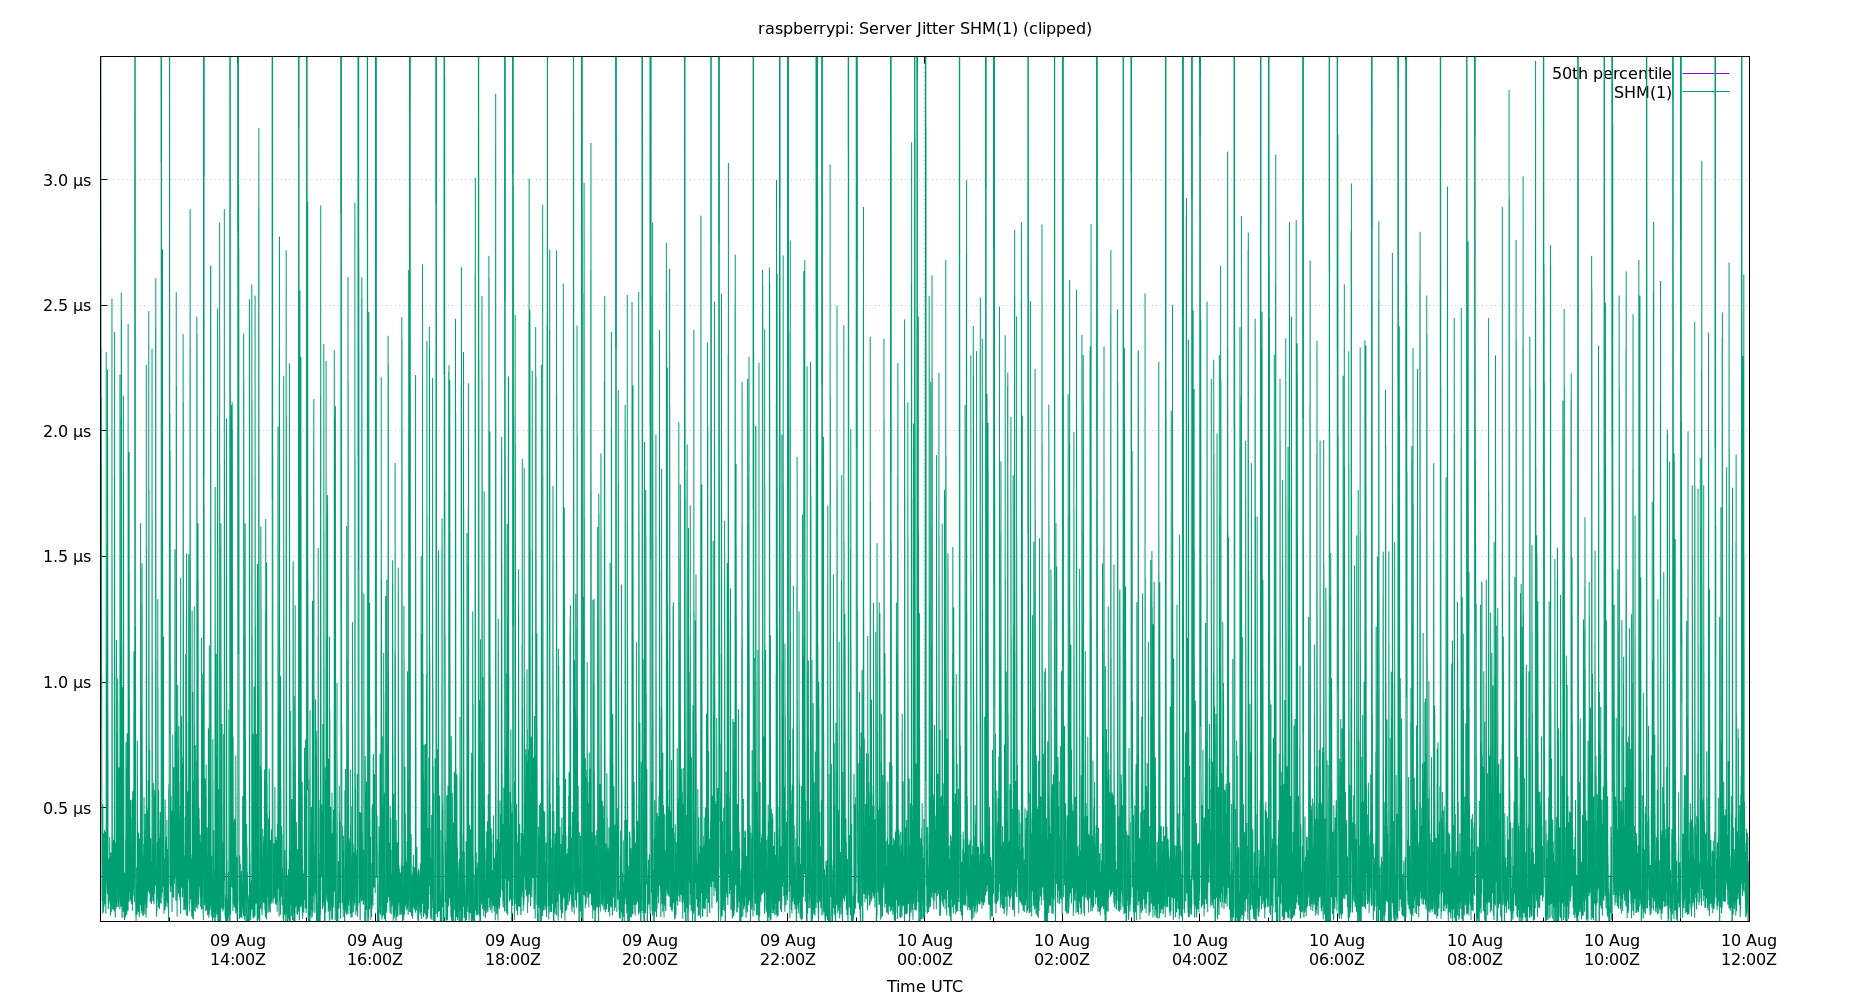 raspberrypi: Server Jitter SHM(1) (clipped)
50th percentile
SHM(1)
3.0 µs
2.5 µs
2.0 µs
1.5 µs
1.0 µs
0.5 µs
09 Aug 09 Aug 09 Aug 09 Aug 09 Aug 10 Aug 10 Aug 10 Aug 10 Aug 10 Aug 10 Aug 10 Aug
14:00Z 16:00Z 18:00Z 20:00Z 22:00Z 00:00Z 02:00Z 04:00Z 06:00Z 08:00Z 10:00Z 12:00Z
Time UTC